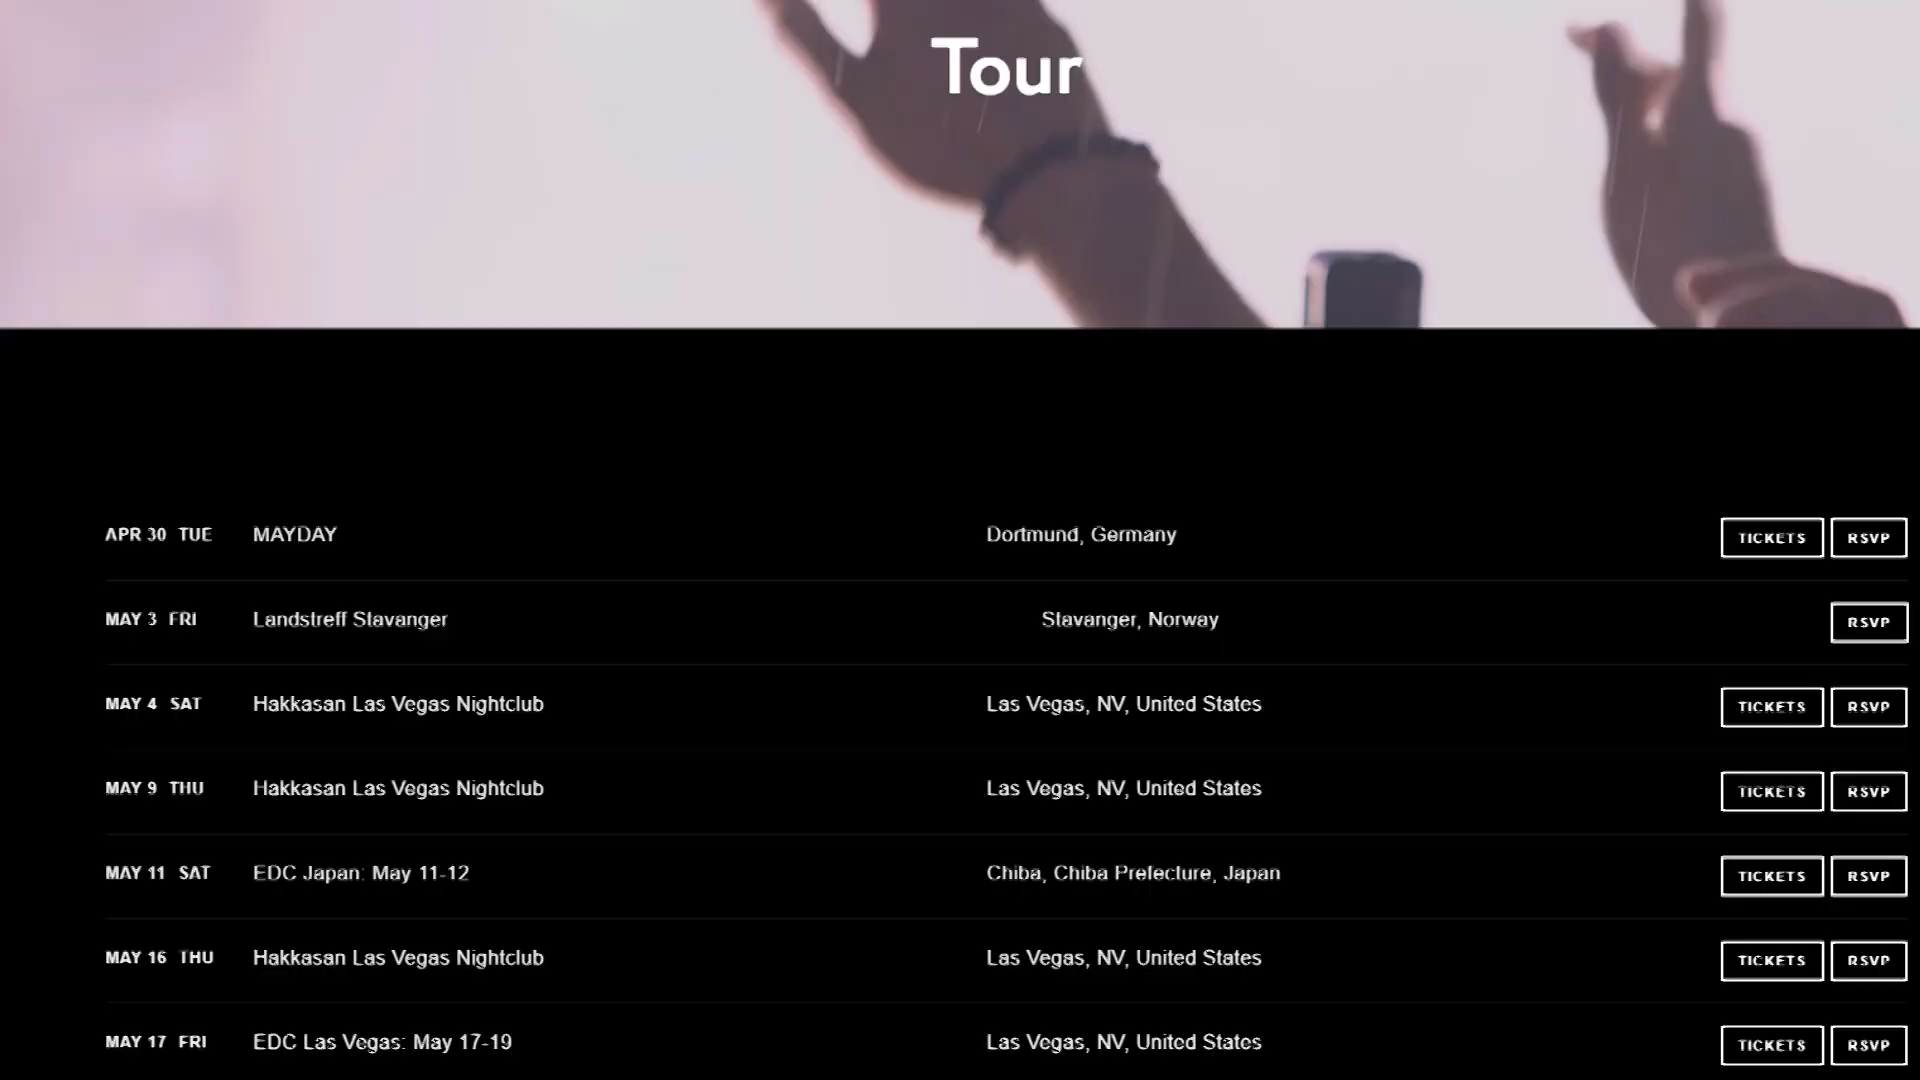 Tour
APR 30 TUE MAYDAY Dortmund, Germany TICKETS RSVP
MAY 3 FRI Landstreff Stavanger Stavanger, Norway RSVP
MAY 4 SAT Hakkasan Las Vegas Nightclub Las Vegas, NV, United States TICKETS RSVP
MAY 9 THU Hakkasan Las Vegas Nightclub Las Vegas, NV, United States TICKETS RSVP
MAY 11 SAT EDC Japan: May 11-12 Chiba, Chiba Prefecture, Japan TICKETS RSVP
MAY 16 THU Hakkasan Las Vegas Nightclub Las Vegas, NV, United States TICKETS RSVP
MAY 17 FRI EDC Las Vegas: May 17-19 Las Vegas, NV, United States TICKETS RSVP